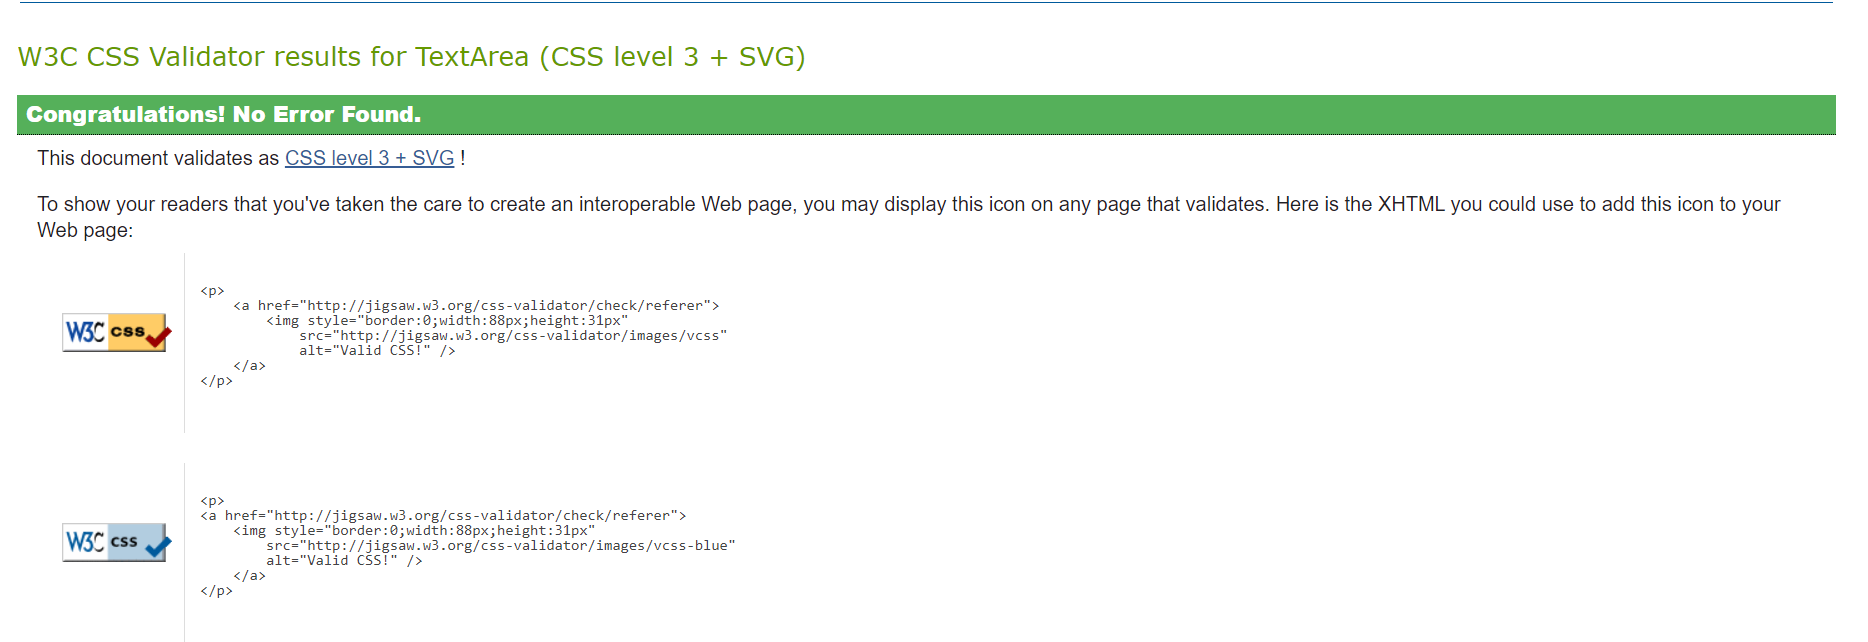 W3C CSS Validator results for TextArea (CSS level 3 + SVG)
Congratulations! No Error Found.
This document validates as CSS level 3 + SVG !
To show your readers that you've taken the care to create an interoperable Web page, you may display this icon on any page that validates. Here is the XHTML you could use to add this icon to your
Web page:
W3C css
<p>
    <a href="http://jigsaw.w3.org/css-validator/check/referer">
        <img style="border:0;width:88px;height:31px"
            src="http://jigsaw.w3.org/css-validator/images/vcss"
            alt="Valid CSS!" />
    </a>
</p>
W3C css
<p>
<a href="http://jigsaw.w3.org/css-validator/check/referer">
    <img style="border:0;width:88px;height:31px"
        src="http://jigsaw.w3.org/css-validator/images/vcss-blue"
        alt="Valid CSS!" />
    </a>
</p>